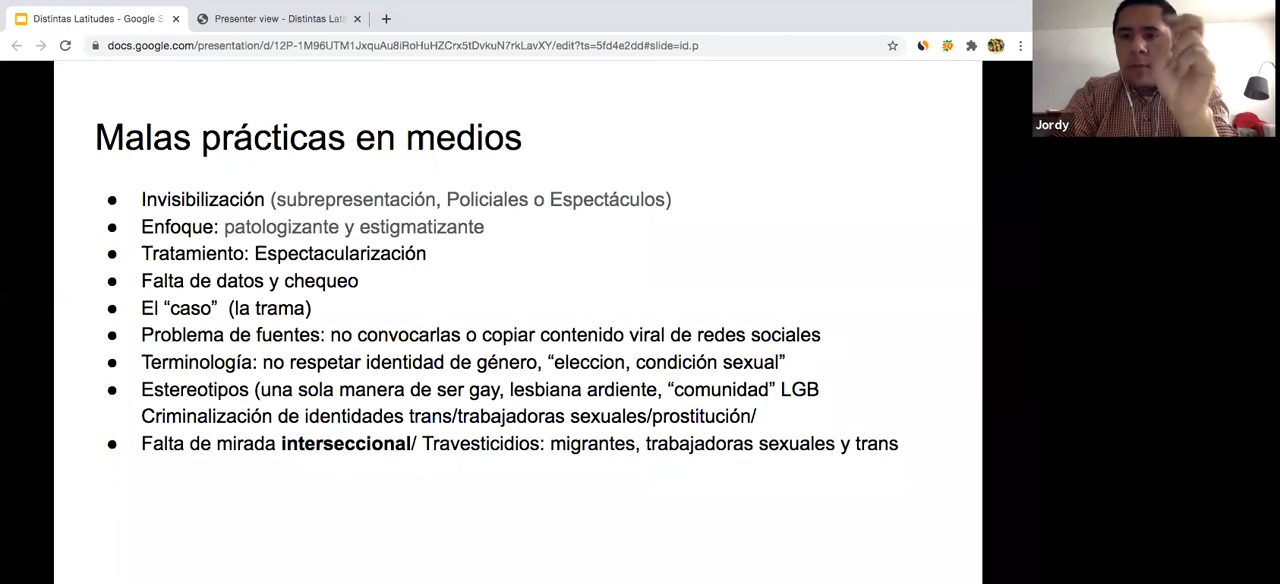 Distintas Latitudes - Google S
Presenter view - Distintas Lati
docs.google.com/presentation/d/12P-1M96UTM1JxquAu8iRoHuHZCrx5tDvkuN7rkLavXY/edit?ts=5fd4e2dd#slide=id.p
Jordy
Malas prácticas en medios
● Invisibilización (subrepresentación, Policiales o Espectáculos)
● Enfoque: patologizante y estigmatizante
● Tratamiento: Espectacularización
● Falta de datos y chequeo
● El “caso” (la trama)
● Problema de fuentes: no convocarlas o copiar contenido viral de redes sociales
● Terminología: no respetar identidad de género, “eleccion, condición sexual”
● Estereotipos (una sola manera de ser gay, lesbiana ardiente, “comunidad” LGB
Criminalización de identidades trans/trabajadoras sexuales/prostitución/
● Falta de mirada interseccional/ Travesticidios: migrantes, trabajadoras sexuales y trans